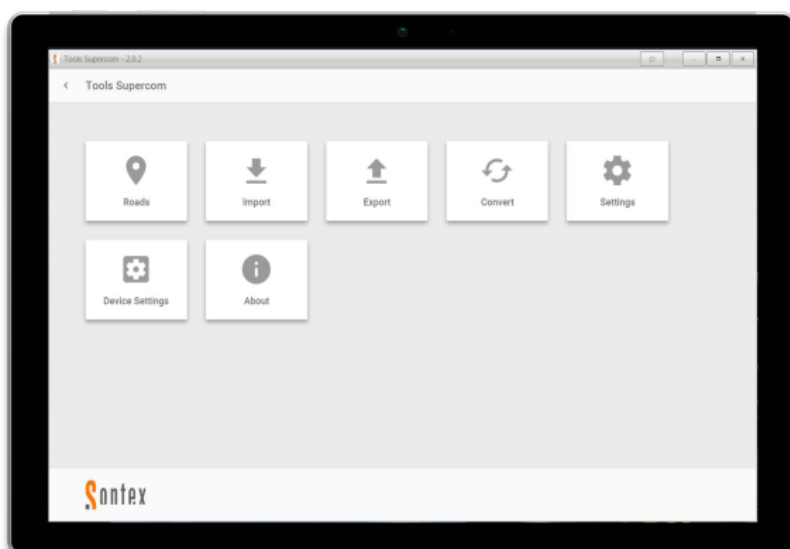 Tools Supercom - 2.0.2
Tools Supercom
Roads
Import
Export
Convert
Settings
Device Settings
About
Sontex